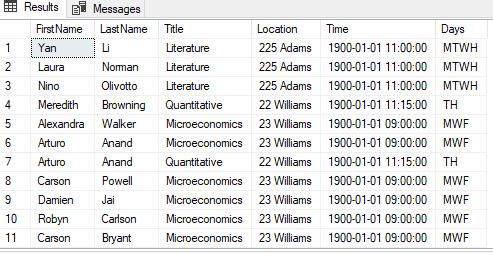 Results Messages
FirstName LastName Title Location Time Days
1 Yan Li Literature 225 Adams 1900-01-01 11:00:00 MTWH
2 Laura Norman Literature 225 Adams 1900-01-01 11:00:00 MTWH
3 Nino Olivotto Literature 225 Adams 1900-01-01 11:00:00 MTWH
4 Meredith Browning Quantitative 22 Williams 1900-01-01 11:15:00 TH
5 Alexandra Walker Microeconomics 23 Williams 1900-01-01 09:00:00 MWF
6 Arturo Anand Microeconomics 23 Williams 1900-01-01 09:00:00 MWF
7 Arturo Anand Quantitative 22 Williams 1900-01-01 11:15:00 TH
8 Carson Powell Microeconomics 23 Williams 1900-01-01 09:00:00 MWF
9 Damien Jai Microeconomics 23 Williams 1900-01-01 09:00:00 MWF
10 Robyn Carlson Microeconomics 23 Williams 1900-01-01 09:00:00 MWF
11 Carson Bryant Microeconomics 23 Williams 1900-01-01 09:00:00 MWF